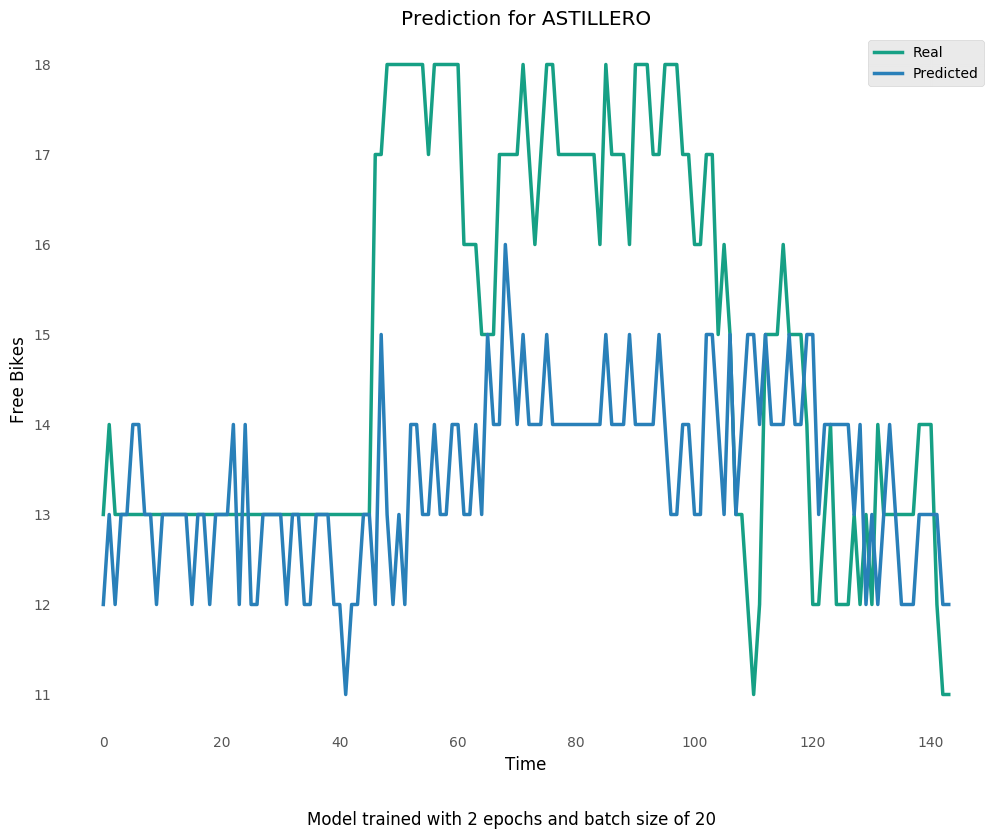 Prediction for ASTILLERO
Real
Predicted
18
17
16
15
14
13
12
11
Free Bikes
0 20 40 60 80 100 120 140
Time
Model trained with 2 epochs and batch size of 20